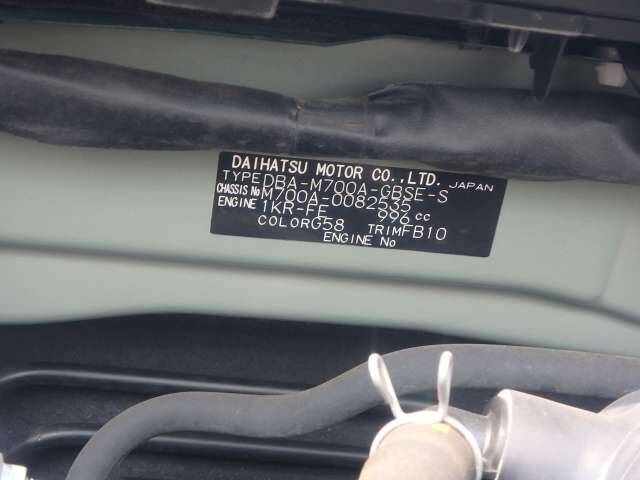 DAIHATSU MOTOR CO.,LTD. JAPAN
TYPE DBA-M700A-GBSE-S
CHASSIS No M700A-0082535
ENGINE 1KR-FE 996 cc
COLOR G58 TRIM FB10
ENGINE No